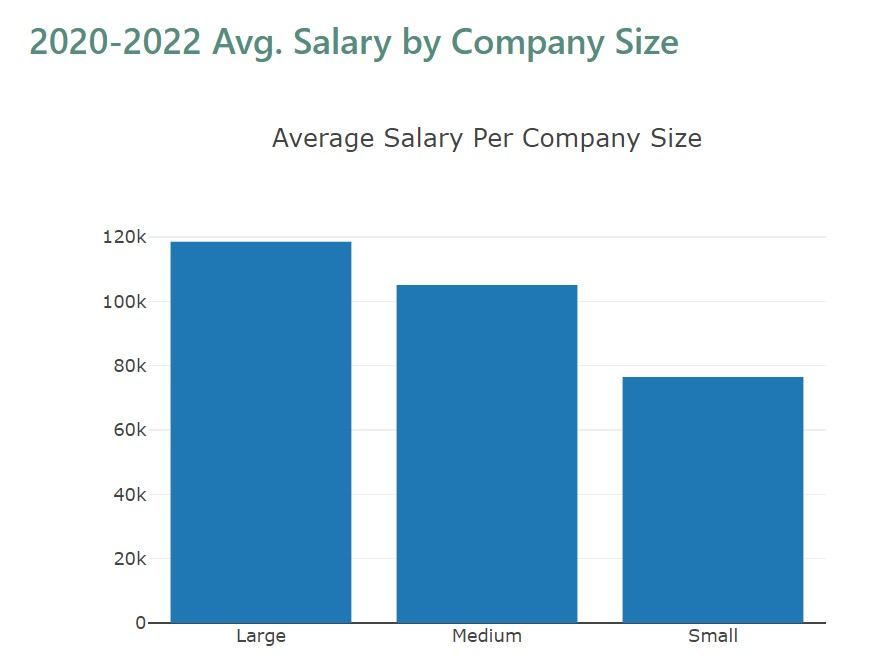 2020-2022 Avg. Salary by Company Size
Average Salary Per Company Size
120k
100k
80k
60k
40k
20k
0
Large Medium Small